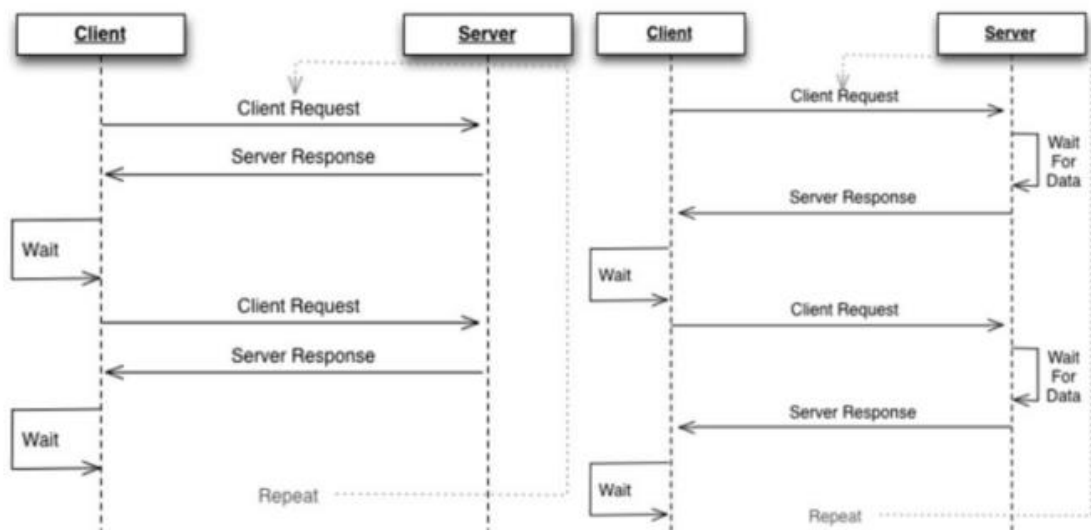 Client
Server
Client Request
Server Response
Wait
Client Request
Server Response
Wait
Repeat
Client
Server
Client Request
Wait
For
Data
Server Response
Wait
Client Request
Wait
For
Data
Server Response
Wait
Repeat